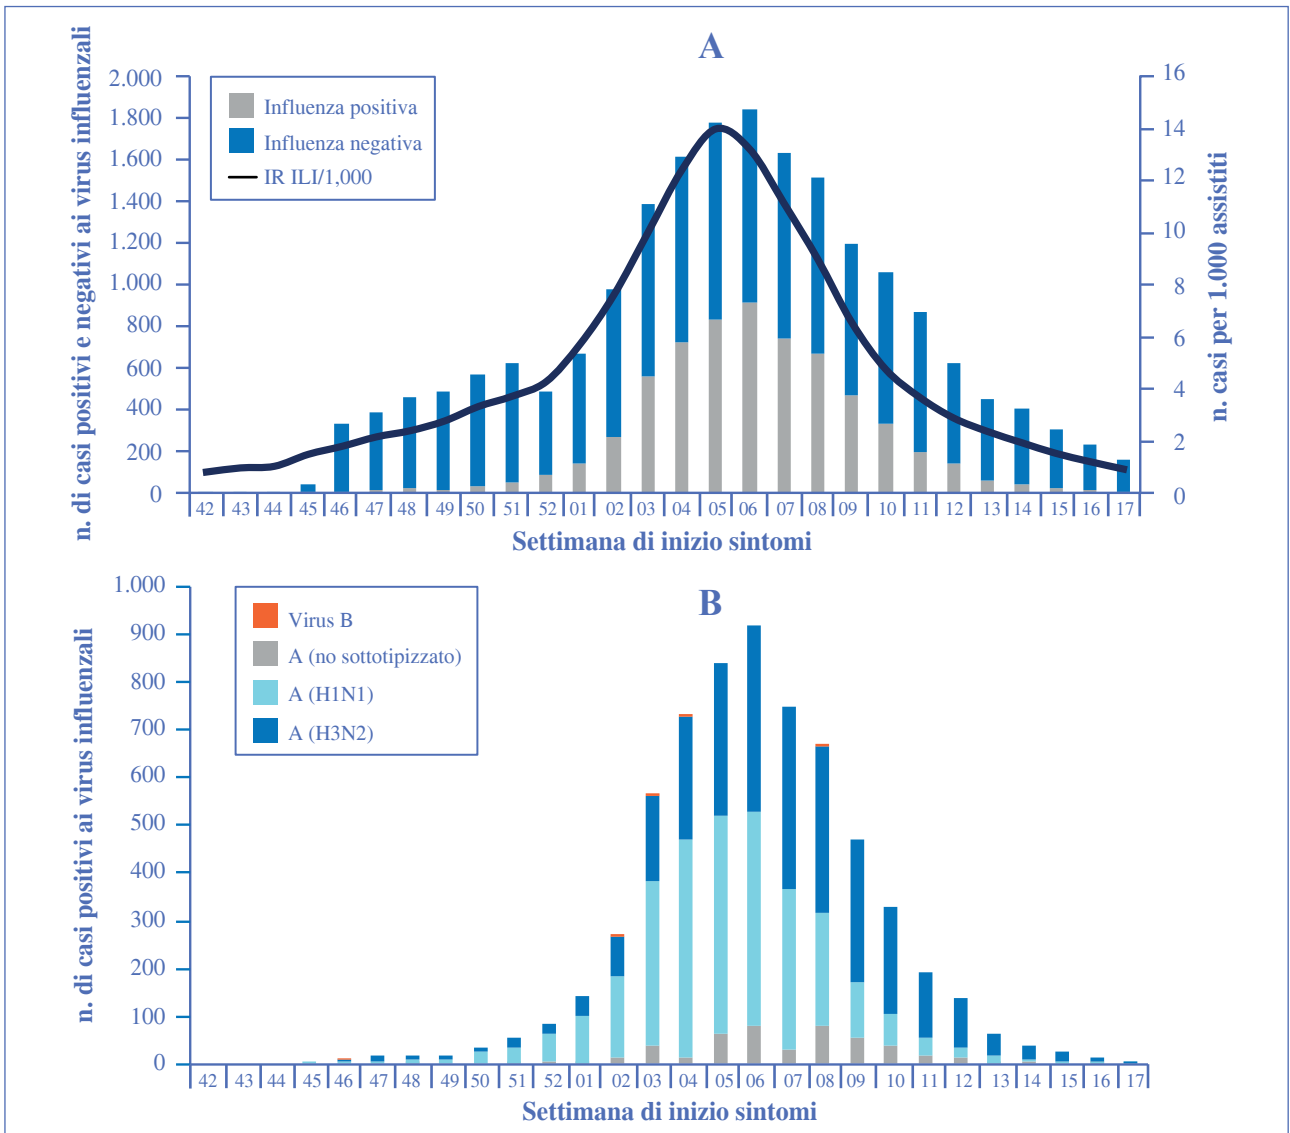 A
n. di casi positivi e negativi ai virus influenzali
2.000
1.800
1.600
1.400
1.200
1.000
800
600
400
200
0
Influenza positiva
Influenza negativa
IR ILI/1,000
16
14
12
10
8
6
4
2
0
n. casi per 1.000 assistiti
42 43 44 45 46 47 48 49 50 51 52 01 02 03 04 05 06 07 08 09 10 11 12 13 14 15 16 17
Settimana di inizio sintomi
B
n. di casi positivi ai virus influenzali
1.000
900
800
700
600
500
400
300
200
100
0
Virus B
A (no sottotipizzato)
A (H1N1)
A (H3N2)
42 43 44 45 46 47 48 49 50 51 52 01 02 03 04 05 06 07 08 09 10 11 12 13 14 15 16 17
Settimana di inizio sintomi